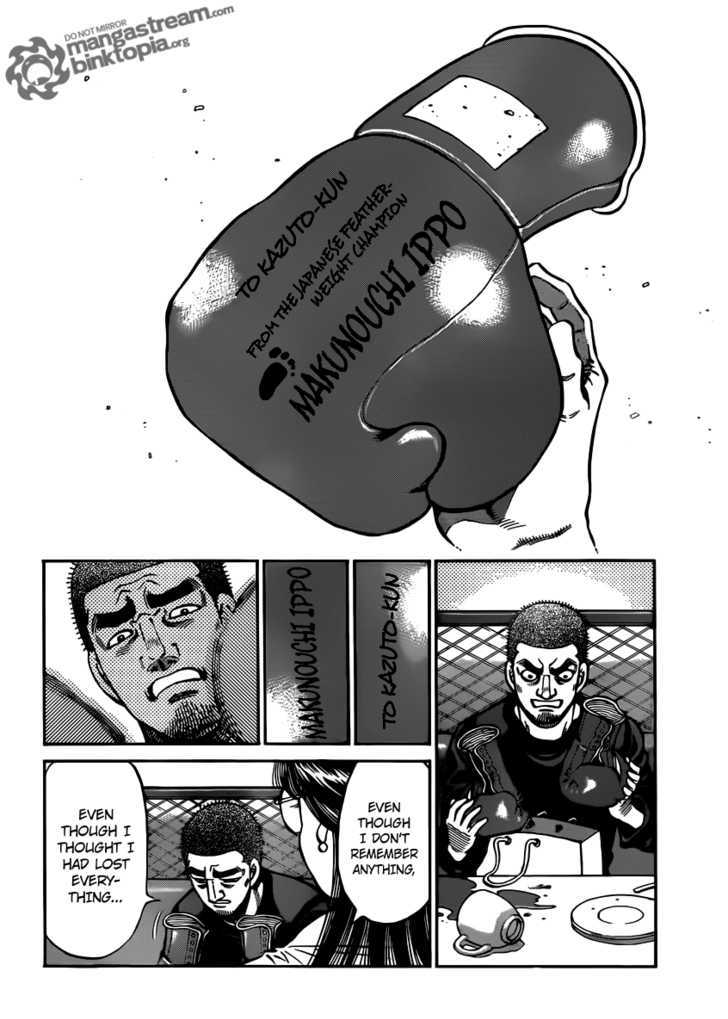 DO NOT MIRROR
mangastream.com
binktopia.org
TO KAZUTO-KUN
FROM THE JAPANESE FEATHER-
WEIGHT CHAMPION
MAKUNOUCHI IPPO
TO KAZUTO-KUN
MAKUNOUCHI IPPO
EVEN
THOUGH
I DON'T
REMEMBER
ANYTHING,
EVEN
THOUGH I
THOUGHT I
HAD LOST
EVERY-
THING...